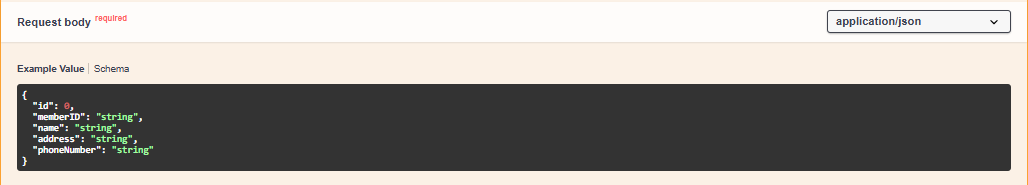 Request body required
application/json
Example Value | Schema
{
  "id": 0,
  "memberID": "string",
  "name": "string",
  "address": "string",
  "phoneNumber": "string"
}